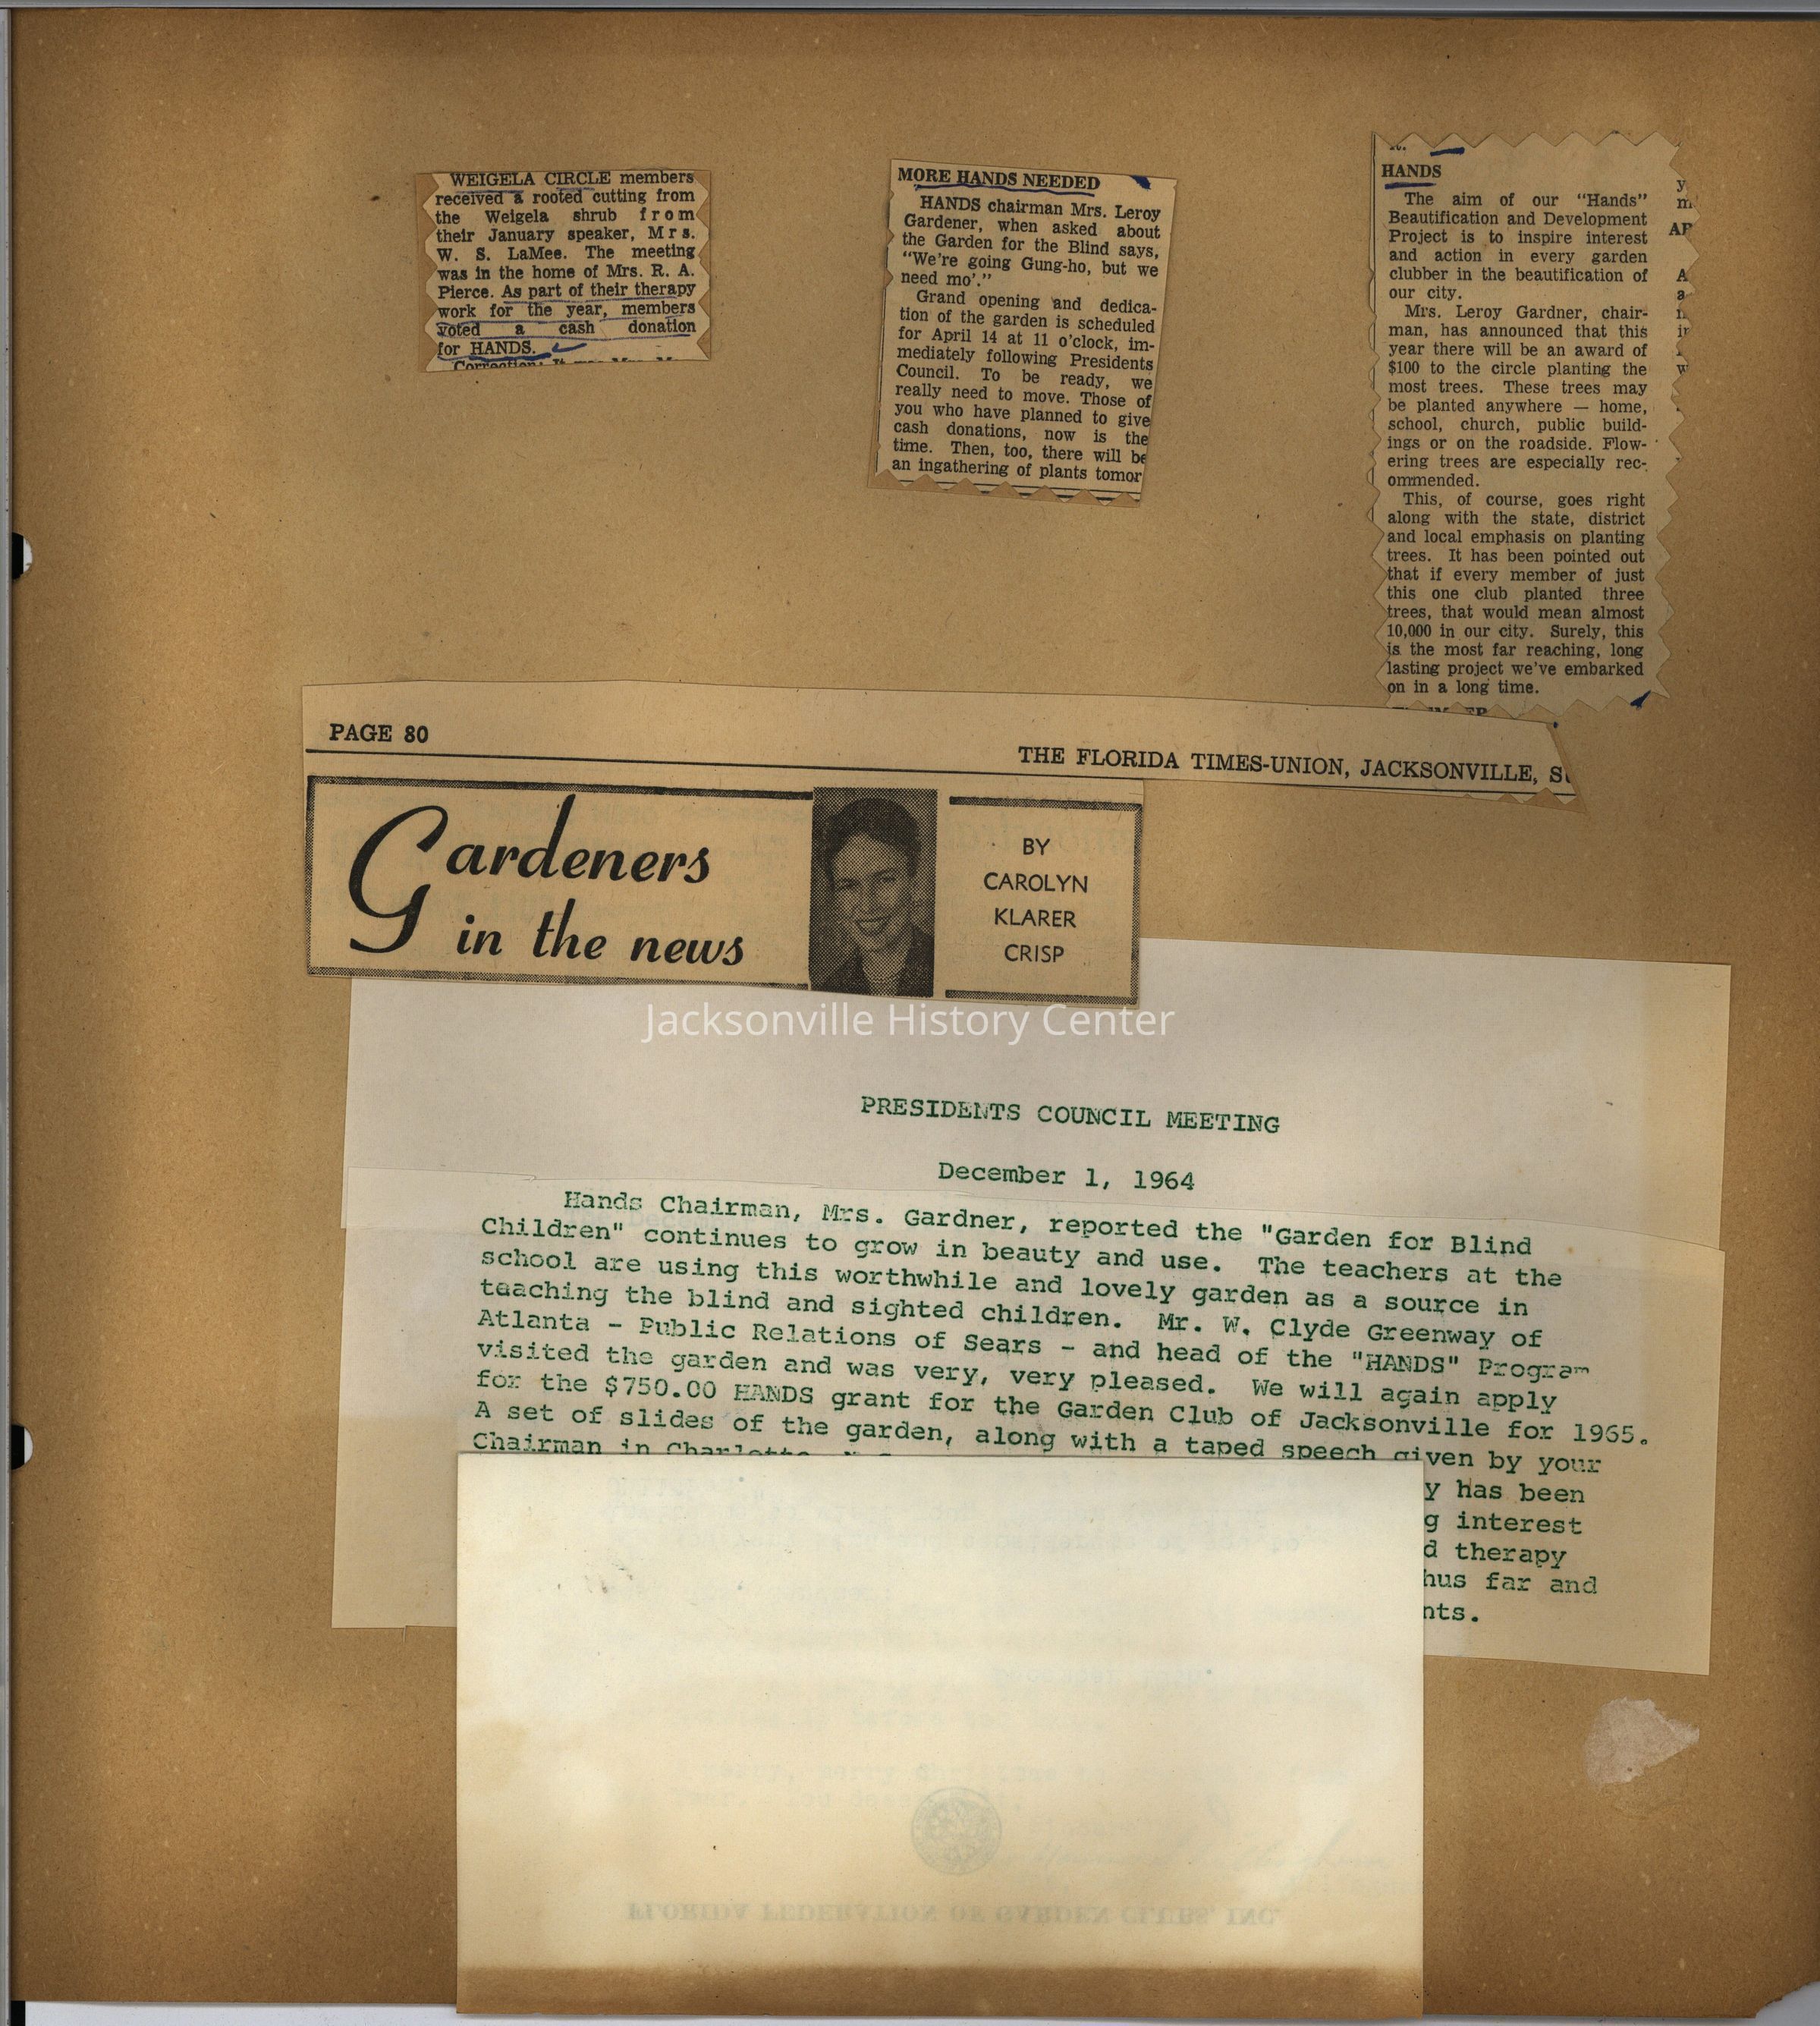 WEIGELA CIRCLE members
received a rooted cutting from
the Weigela shrub from
their January speaker, Mrs.
W. S. LaMee. The meeting
was in the home of Mrs. R. A.
Pierce. As part of their therapy
work for the year, members
voted a cash donation
for HANDS.
MORE HANDS NEEDED
HANDS chairman Mrs. Leroy
Gardener, when asked about
the Garden for the Blind says,
"We're going Gung-ho, but we
need mo'."
Grand opening and dedica-
tion of the garden is scheduled
for April 14 at 11 o'clock, im-
mediately following Presidents
Council. To be ready, we
really need to move. Those of
you who have planned to give
cash donations, now is the
time. Then, too, there will be
an ingathering of plants tomor
HANDS
The aim of our "Hands"
Beautification and Development
Project is to inspire interest
and action in every garden
clubber in the beautification of
our city.
Mrs. Leroy Gardner, chair-
man, has announced that this
year there will be an award of
$100 to the circle planting the
most trees. These trees may
be planted anywhere — home,
school, church, public build-
ings or on the roadside. Flow-
ering trees are especially rec-
ommended.
This, of course, goes right
along with the state, district
and local emphasis on planting
trees. It has been pointed out
that if every member of just
this one club planted three
trees, that would mean almost
10,000 in our city. Surely, this
is the most far reaching, long
lasting project we've embarked
on in a long time.
PAGE 80
THE FLORIDA TIMES-UNION, JACKSONVILLE,
Gardeners
in the news
BY
CAROLYN
KLARER
CRISP
Jacksonville History Center
PRESIDENTS COUNCIL MEETING
December 1, 1964
Hands Chairman, Mrs. Gardner, reported the "Garden for Blind
Children" continues to grow in beauty and use. The teachers at the
school are using this worthwhile and lovely garden as a source in
teaching the blind and sighted children. Mr. W. Clyde Greenway of
Atlanta - Public Relations of Sears - and head of the "HANDS" Program
visited the garden and was very, very pleased. We will again apply
for the $750.00 HANDS grant for the Garden Club of Jacksonville for 1965.
A set of slides of the garden, along with a taped speech given by your
Chairman in Charlotte,
y has been
g interest
d therapy
hus far and
nts.
FLORIDA FEDERATION OF GARDEN CLUBS, INC.